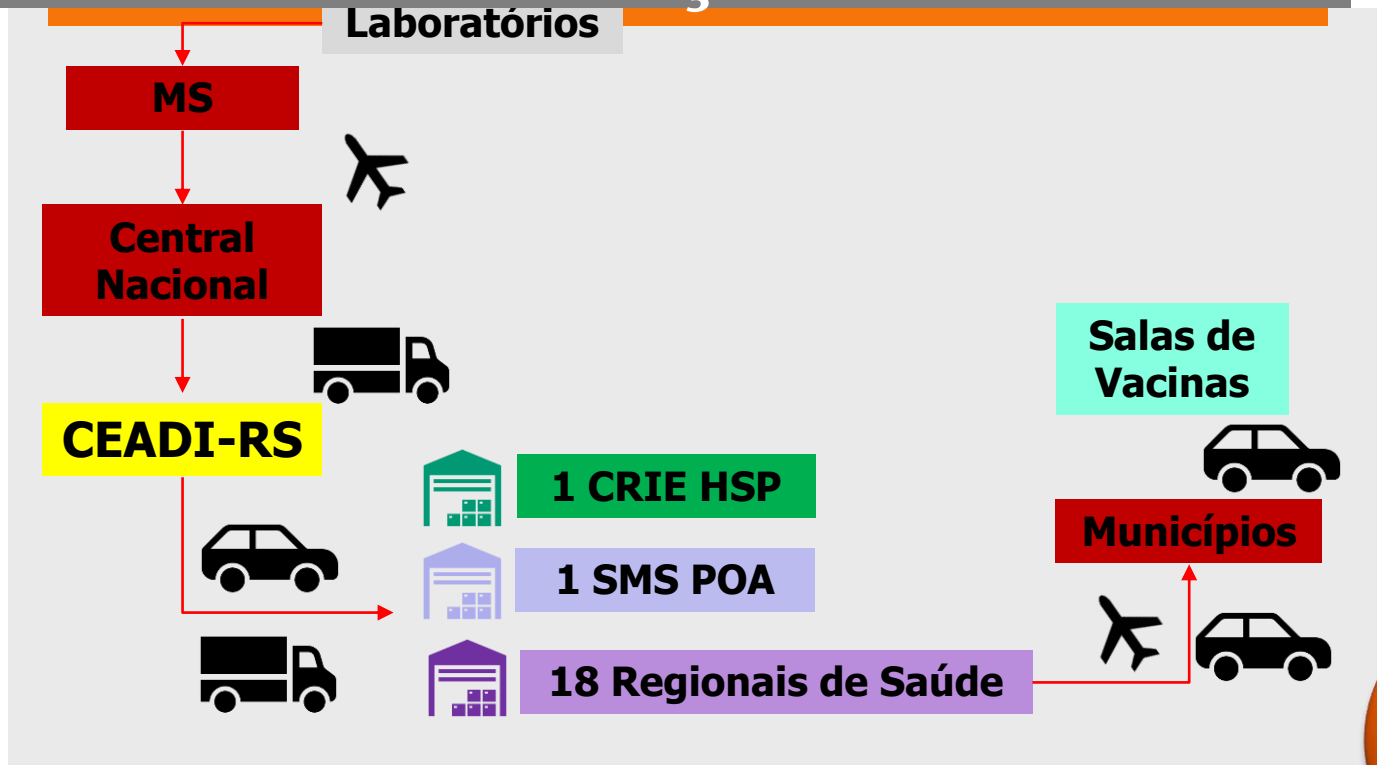 Laboratórios
MS
Central
Nacional
CEADI-RS
1 CRIE HSP
1 SMS POA
18 Regionais de Saúde
Salas de
Vacinas
Municípios